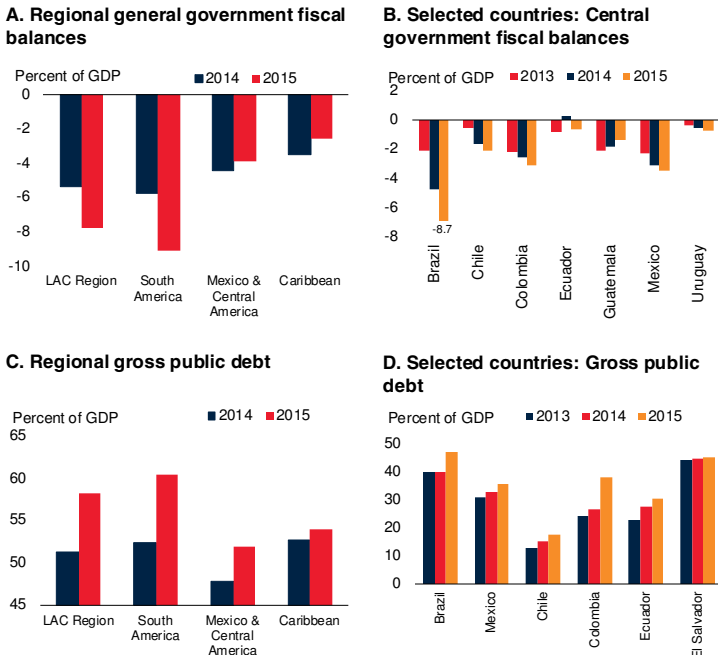 A. Regional general government fiscal
balances
Percent of GDP
2014 2015
0
-2
-4
-6
-8
-10
LAC Region
South
America
Mexico &
Central
America
Caribbean
B. Selected countries: Central
government fiscal balances
Percent of GDP
2013 2014 2015
2
0
-2
-4
-6
-8
-8.7
Brazil
Chile
Colombia
Ecuador
Guatemala
Mexico
Uruguay
C. Regional gross public debt
Percent of GDP
2014 2015
65
60
55
50
45
LAC Region
South
America
Mexico &
Central
America
Caribbean
D. Selected countries: Gross public
debt
Percent of GDP
2013 2014 2015
50
40
30
20
10
0
Brazil
Mexico
Chile
Colombia
Ecuador
El Salvador